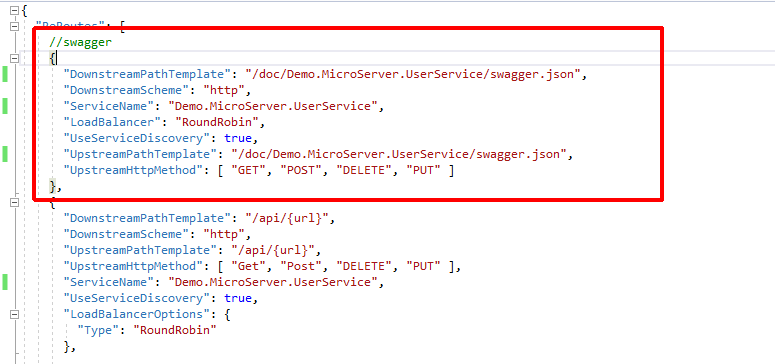 {
"ReRoutes": [
//swagger
{
"DownstreamPathTemplate": "/doc/Demo.MicroServer.UserService/swagger.json",
"DownstreamScheme": "http",
"ServiceName": "Demo.MicroServer.UserService",
"LoadBalancer": "RoundRobin",
"UseServiceDiscovery": true,
"UpstreamPathTemplate": "/doc/Demo.MicroServer.UserService/swagger.json",
"UpstreamHttpMethod": [ "GET", "POST", "DELETE", "PUT" ]
},
{
"DownstreamPathTemplate": "/api/{url}",
"DownstreamScheme": "http",
"UpstreamPathTemplate": "/api/{url}",
"UpstreamHttpMethod": [ "Get", "Post", "DELETE", "PUT" ],
"ServiceName": "Demo.MicroServer.UserService",
"UseServiceDiscovery": true,
"LoadBalancerOptions": {
"Type": "RoundRobin"
},